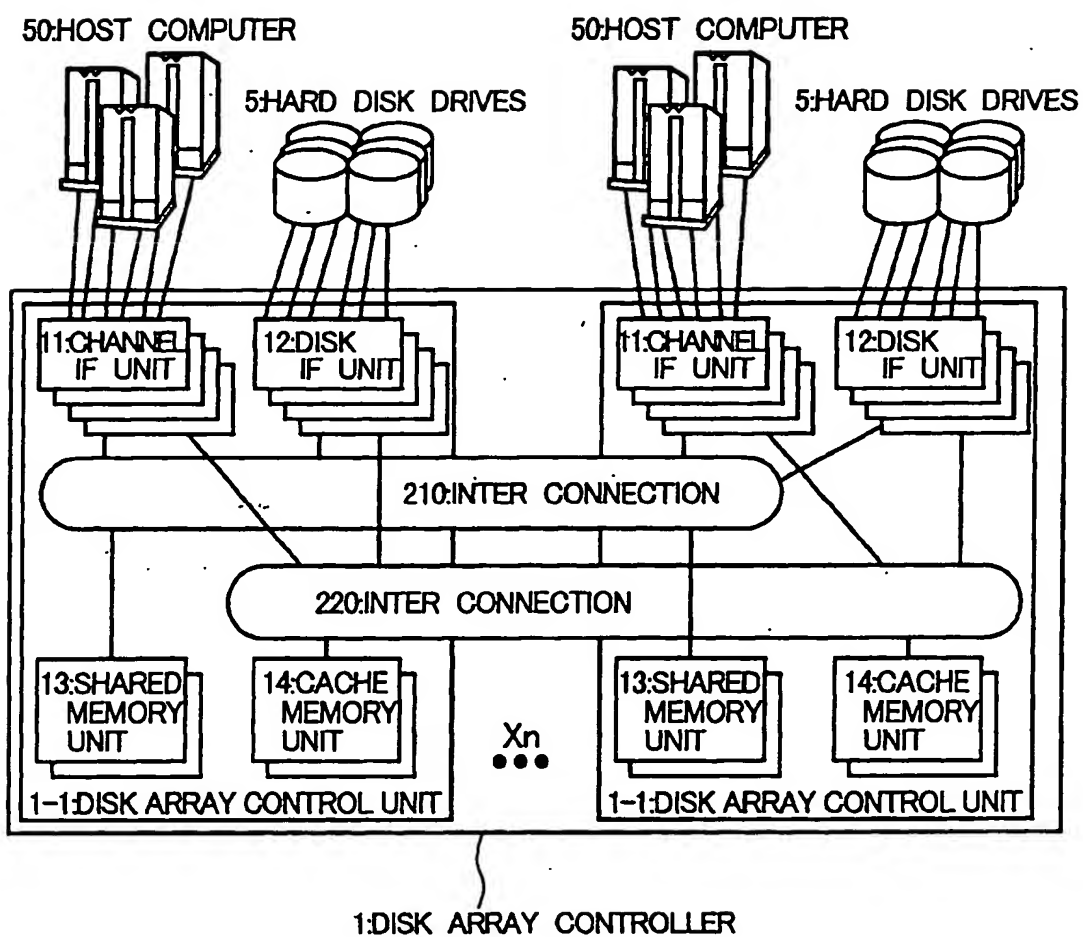 50:HOST COMPUTER
50:HOST COMPUTER
5:HARD DISK DRIVES
5:HARD DISK DRIVES
11:CHANNEL
IF UNIT
12:DISK
IF UNIT
11:CHANNEL
IF UNIT
12:DISK
IF UNIT
210:INTER CONNECTION
220:INTER CONNECTION
13:SHARED
MEMORY
UNIT
14:CACHE
MEMORY
UNIT
Xn
13:SHARED
MEMORY
UNIT
14:CACHE
MEMORY
UNIT
1-1:DISK ARRAY CONTROL UNIT
1-1:DISK ARRAY CONTROL UNIT
1:DISK ARRAY CONTROLLER